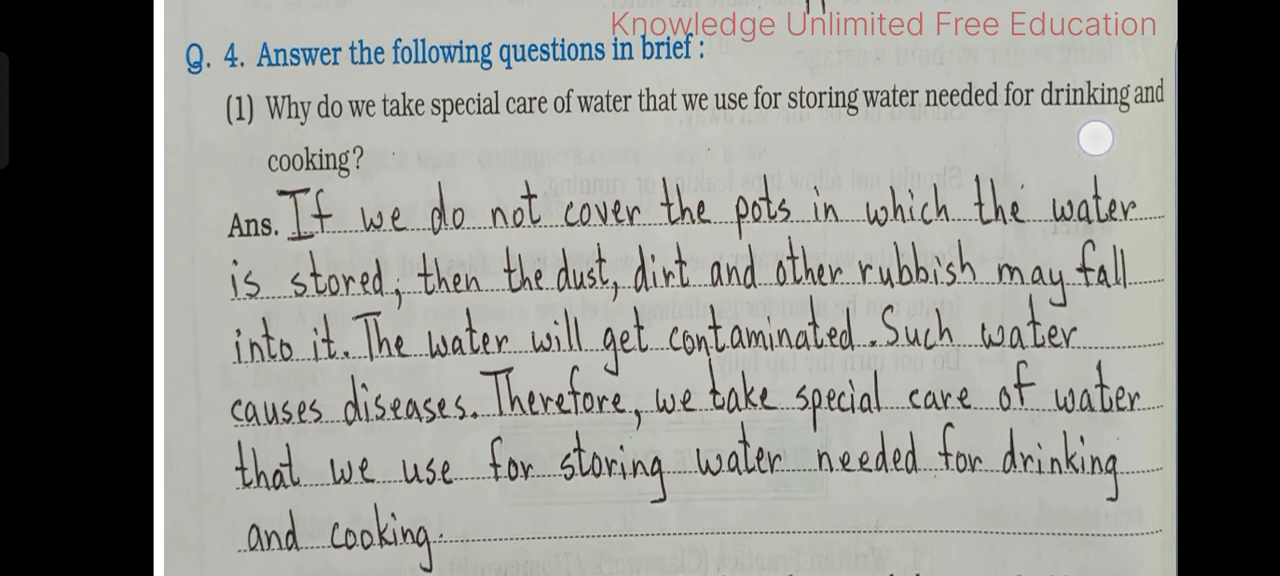 Knowledge Unlimited Free Education
Q. 4. Answer the following questions in brief :
(1) Why do we take special care of water that we use for storing water needed for drinking and
cooking?
Ans. If we do not cover the pots in which the water
is stored, then the dust, dirt and other rubbish may fall
into it. The water will get contaminated. Such water
causes diseases. Therefore, we take special care of water
that we use for storing water needed for drinking
and cooking.